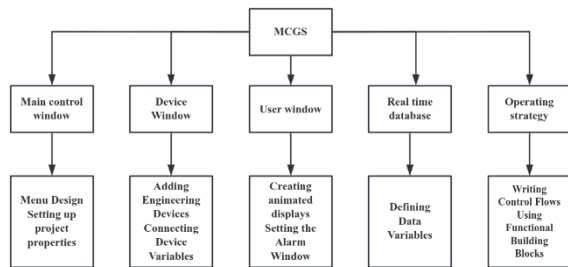 MCGS
Main control
window
Device
Window
User window
Real time
database
Operating
strategy
Menu Design
Setting up
project
properties
Adding
Engineering
Devices
Connecting
Device
Variables
Creating
animated
displays
Setting the
Alarm
Window
Defining
Data
Variables
Writing
Control Flows
Using
Functional
Building
Blocks